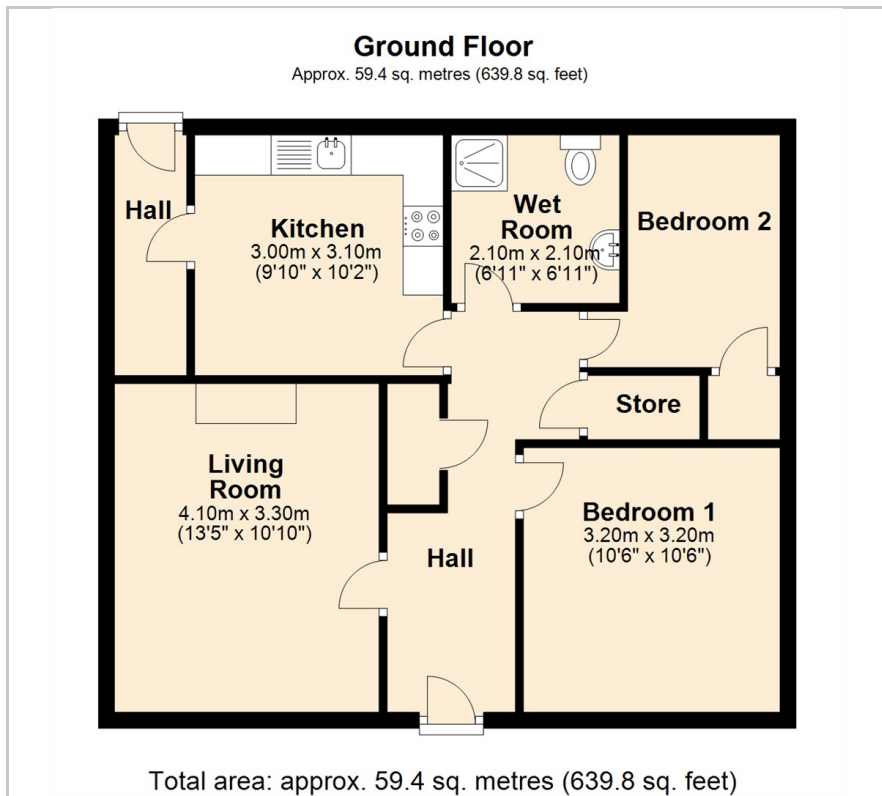 Ground Floor
Approx. 59.4 sq. metres (639.8 sq. feet)
Hall
Kitchen
3.00m x 3.10m
(9'10" x 10'2")
Wet
Room
2.10m x 2.10m
(6'11" x 6'11")
Bedroom 2
Store
Living
Room
4.10m x 3.30m
(13'5" x 10'10")
Hall
Bedroom 1
3.20m x 3.20m
(10'6" x 10'6")
Total area: approx. 59.4 sq. metres (639.8 sq. feet)